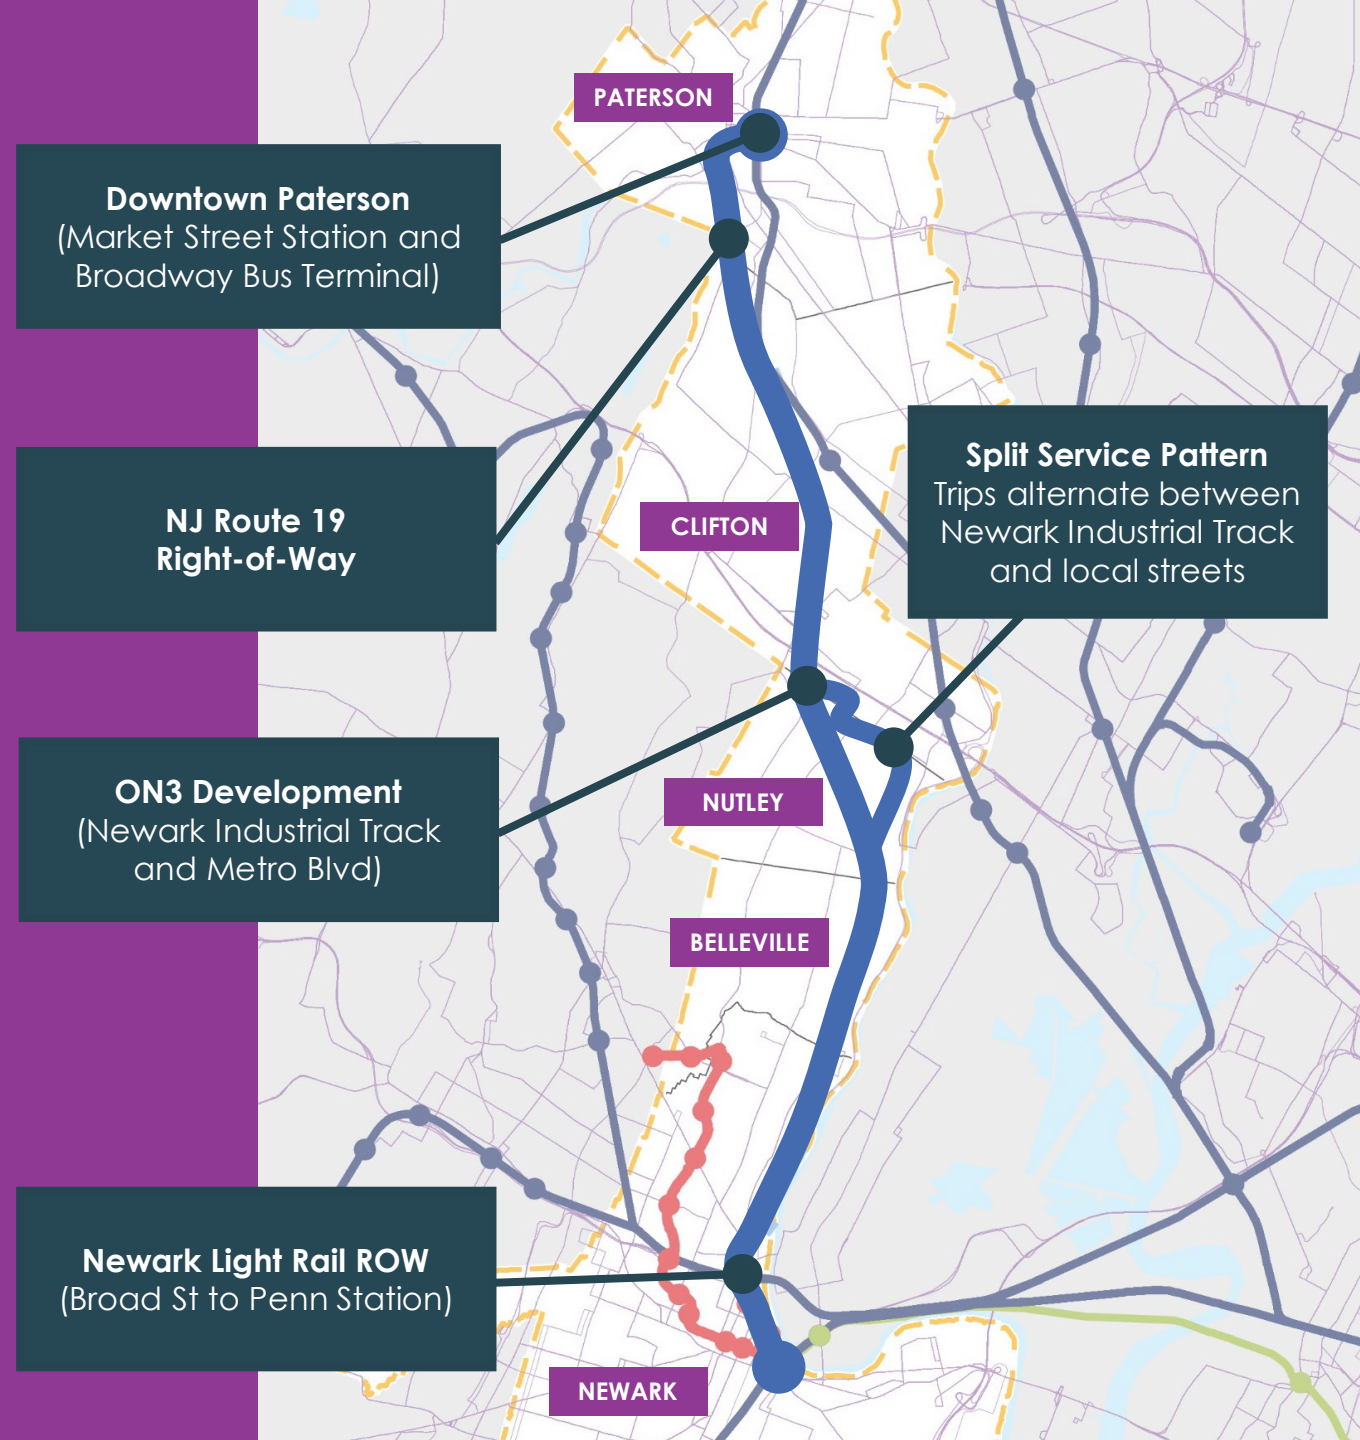 PATERSON
Downtown Paterson
(Market Street Station and
Broadway Bus Terminal)
NJ Route 19
Right-of-Way
CLIFTON
Split Service Pattern
Trips alternate between
Newark Industrial Track
and local streets
ON3 Development
(Newark Industrial Track
and Metro Blvd)
NUTLEY
BELLEVILLE
Newark Light Rail ROW
(Broad St to Penn Station)
NEWARK